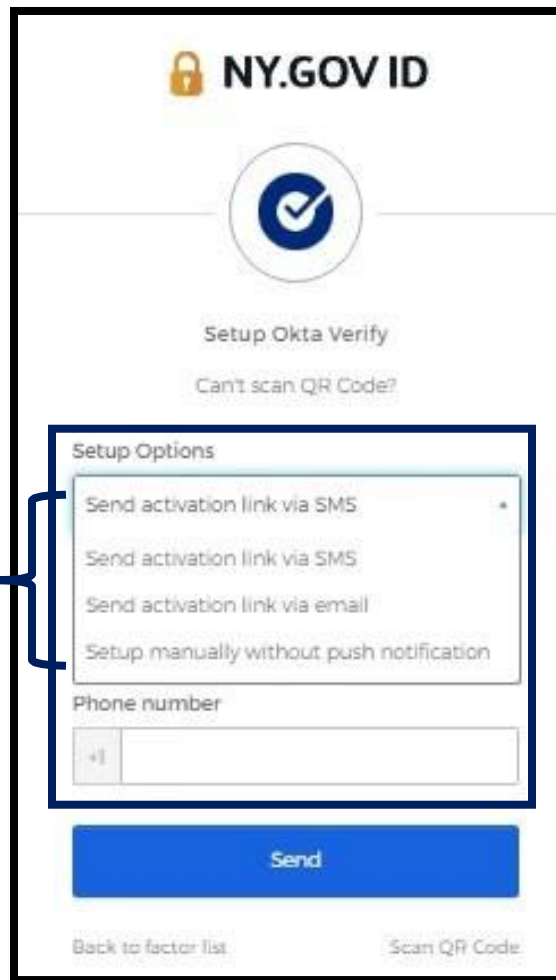 NY.GOV ID
Setup Okta Verify
Can't scan QR Code?
Setup Options
Send activation link via SMS
Send activation link via SMS
Send activation link via email
Setup manually without push notification
Phone number
+1
Send
Back to factor list
Scan QR Code